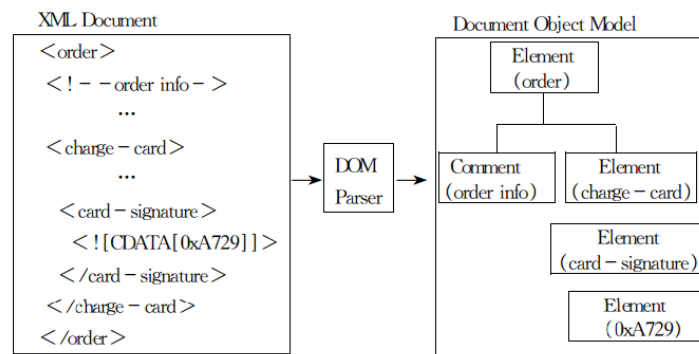 XML Document
<order>
<!--order info->
...
<charge-card>
...
<card-signature>
<![CDATA[0xA729]]>
</card-signature>
</charge-card>
</order>
DOM
Parser
Document Object Model
Element
(order)
Comment
(order info)
Element
(charge-card)
Element
(card-signature)
Element
(0xA729)